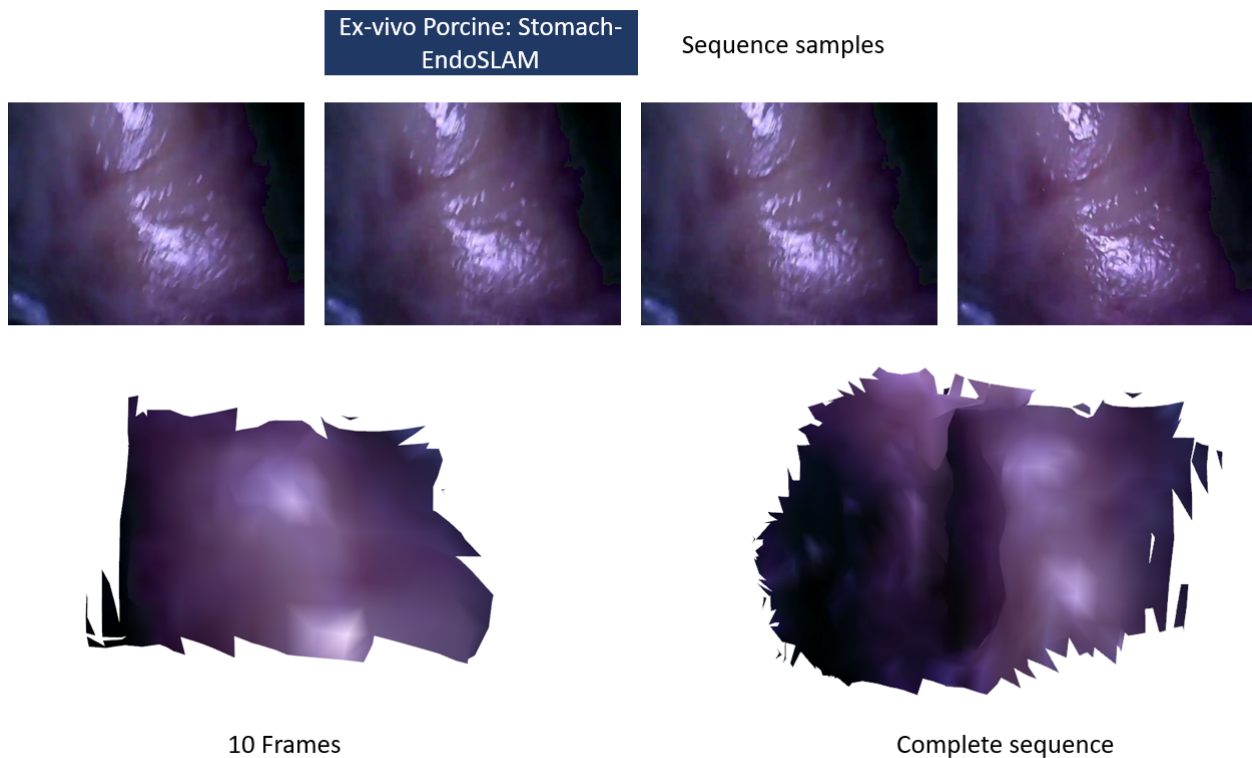 Ex-vivo Porcine: Stomach-
EndoSLAM
Sequence samples
10 Frames
Complete sequence